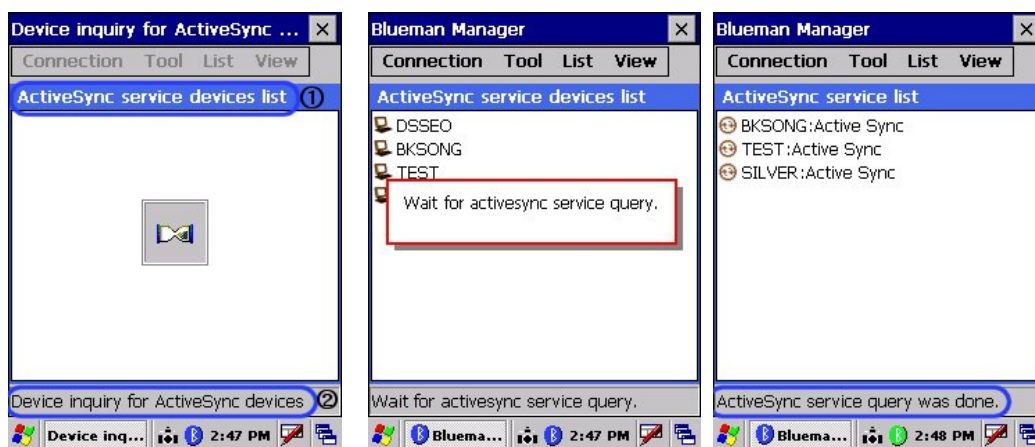 Device inquiry for ActiveSync ...
Connection Tool List View
ActiveSync service devices list ①
Device inquiry for ActiveSync devices ②
Device inq... 2:47 PM
Blueman Manager
Connection Tool List View
ActiveSync service devices list
DSSEO
BKSONG
TEST
Wait for activesync service query.
Wait for activesync service query.
Bluema... 2:47 PM
Blueman Manager
Connection Tool List View
ActiveSync service list
BKSONG:Active Sync
TEST:Active Sync
SILVER:Active Sync
ActiveSync service query was done.
Bluema... 2:48 PM